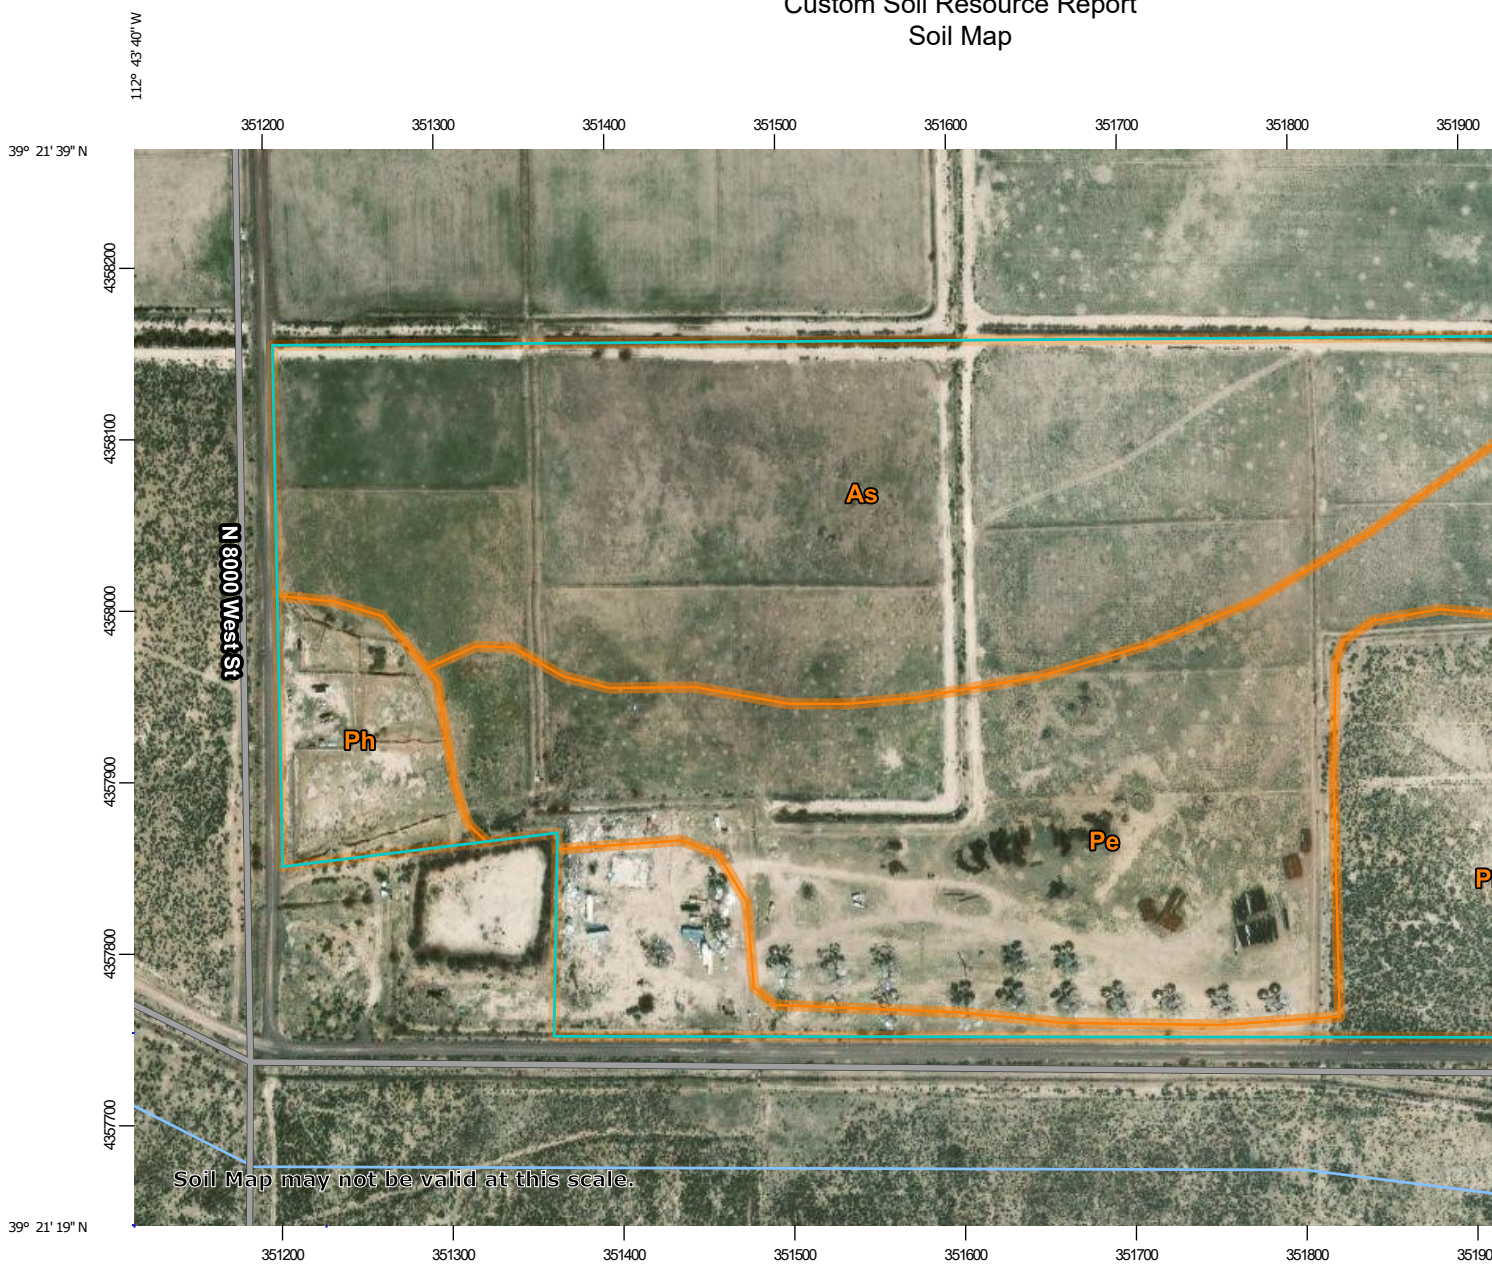 Custom Soil Resource Report
Soil Map
112° 43' 40" W
351200 351300 351400 351500 351600 351700 351800 351900
39° 21' 39" N
4358200
4358100
As
N 8000 West St
4358000
Ph
4357900
Pe
P
4357800
4357700
Soil Map may not be valid at this scale.
39° 21' 19" N
351200 351300 351400 351500 351600 351700 351800 35190